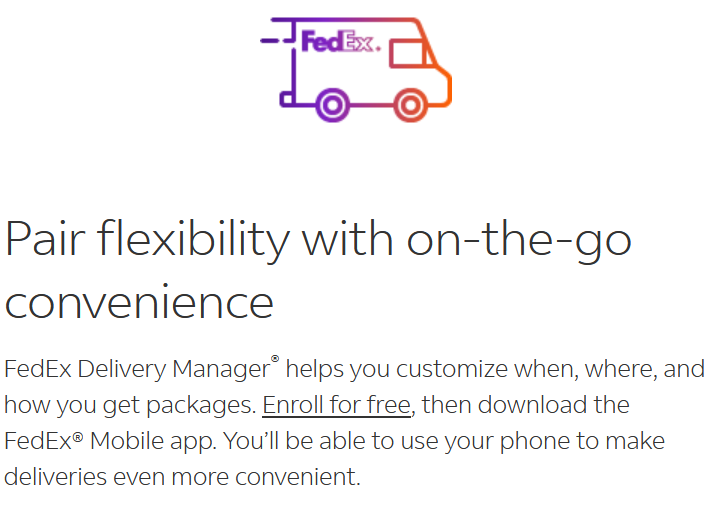 FedEx.
Pair flexibility with on-the-go
convenience
FedEx Delivery Manager® helps you customize when, where, and
how you get packages. Enroll for free, then download the
FedEx® Mobile app. You’ll be able to use your phone to make
deliveries even more convenient.